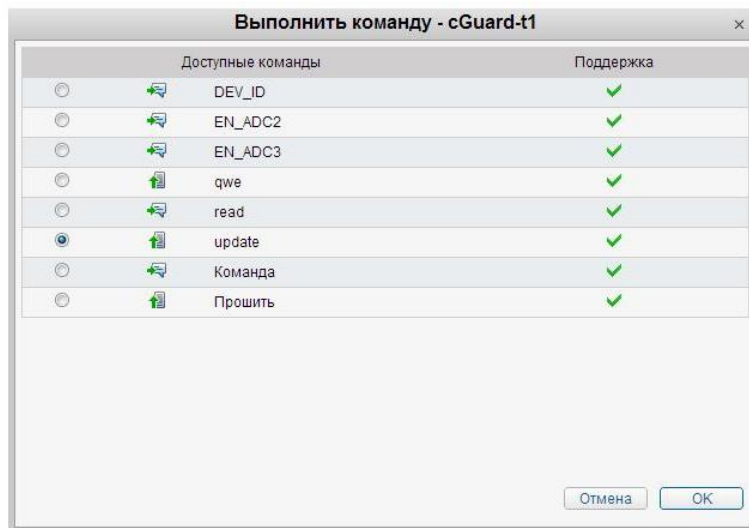 Выполнить команду - cGuard-t1
Доступные команды Поддержка
DEV_ID
EN_ADC2
EN_ADC3
qwe
read
update
Команда
Прошить
Отмена OK